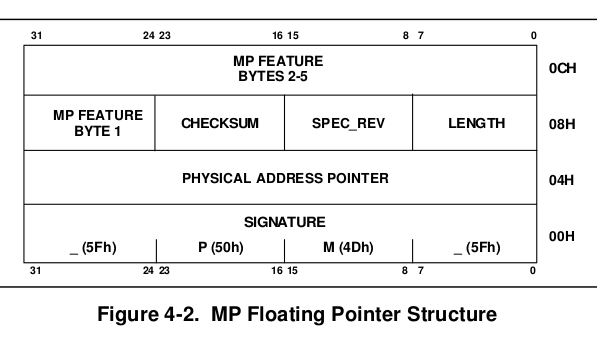 31 24 23 16 15 8 7 0
MP FEATURE
BYTES 2-5
0CH
MP FEATURE
BYTE 1
CHECKSUM
SPEC_REV
LENGTH
08H
PHYSICAL ADDRESS POINTER
04H
SIGNATURE
00H
_ (5Fh) P (50h) M (4Dh) _ (5Fh)
31 24 23 16 15 8 7 0
Figure 4-2. MP Floating Pointer Structure